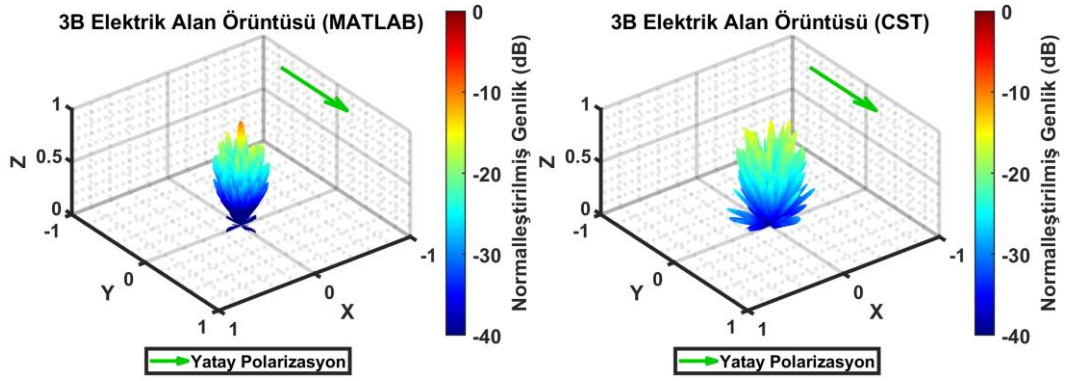 3B Elektrik Alan Örüntüsü (MATLAB)
1
0.5
0
Z
-1
0
1
Y
1
0
-1
X
0
-10
-20
-30
-40
Normalleştirilmiş Genlik (dB)
Yatay Polarizasyon
3B Elektrik Alan Örüntüsü (CST)
1
0.5
0
Z
-1
0
1
Y
1
0
-1
X
0
-10
-20
-30
-40
Normalleştirilmiş Genlik (dB)
Yatay Polarizasyon